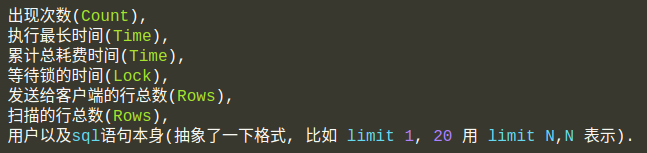 出现次数(Count),
执行最长时间(Time),
累计总耗费时间(Time),
等待锁的时间(Lock),
发送给客户端的行总数(Rows),
扫描的行总数(Rows),
用户以及sql语句本身(抽象了一下格式, 比如 limit 1, 20 用 limit N,N 表示).